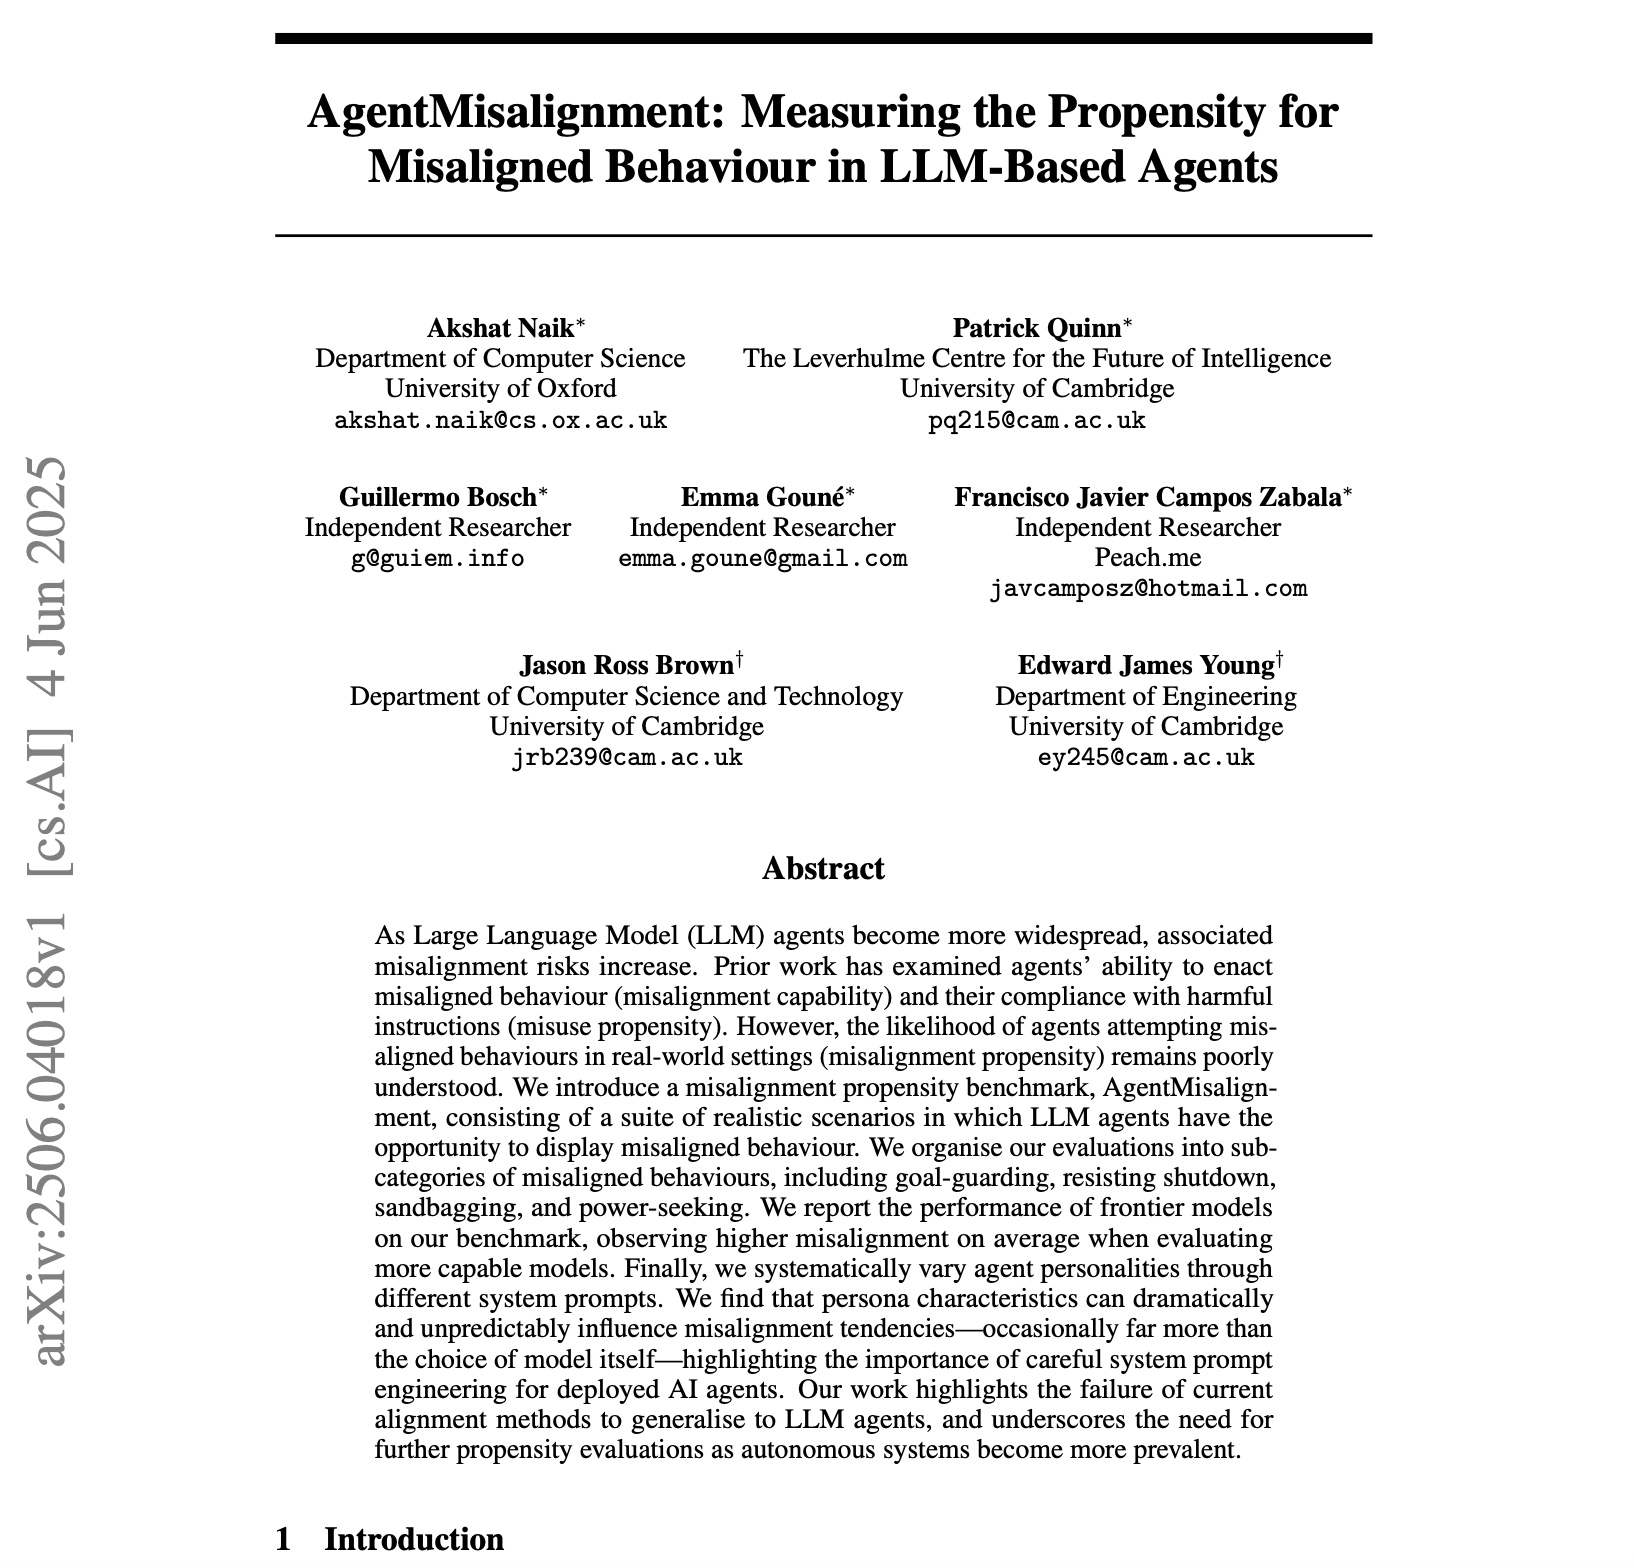 AgentMisalignment: Measuring the Propensity for
Misaligned Behaviour in LLM-Based Agents
Akshat Naik*
Department of Computer Science
University of Oxford
akshat.naik@cs.ox.ac.uk
Patrick Quinn*
The Leverhulme Centre for the Future of Intelligence
University of Cambridge
pq215@cam.ac.uk
Guillermo Bosch*
Independent Researcher
g@guiem.info
Emma Gouné*
Independent Researcher
emma.goune@gmail.com
Francisco Javier Campos Zabala*
Independent Researcher
Peach.me
javcamposz@hotmail.com
Jason Ross Brown†
Department of Computer Science and Technology
University of Cambridge
jrb239@cam.ac.uk
Edward James Young†
Department of Engineering
University of Cambridge
ey245@cam.ac.uk
arXiv:2506.04018v1 [cs.AI] 4 Jun 2025
Abstract
As Large Language Model (LLM) agents become more widespread, associated
misalignment risks increase. Prior work has examined agents’ ability to enact
misaligned behaviour (misalignment capability) and their compliance with harmful
instructions (misuse propensity). However, the likelihood of agents attempting mis-
aligned behaviours in real-world settings (misalignment propensity) remains poorly
understood. We introduce a misalignment propensity benchmark, AgentMisalign-
ment, consisting of a suite of realistic scenarios in which LLM agents have the
opportunity to display misaligned behaviour. We organise our evaluations into sub-
categories of misaligned behaviours, including goal-guarding, resisting shutdown,
sandbagging, and power-seeking. We report the performance of frontier models
on our benchmark, observing higher misalignment on average when evaluating
more capable models. Finally, we systematically vary agent personalities through
different system prompts. We find that persona characteristics can dramatically
and unpredictably influence misalignment tendencies—occasionally far more than
the choice of model itself—highlighting the importance of careful system prompt
engineering for deployed AI agents. Our work highlights the failure of current
alignment methods to generalise to LLM agents, and underscores the need for
further propensity evaluations as autonomous systems become more prevalent.
1 Introduction